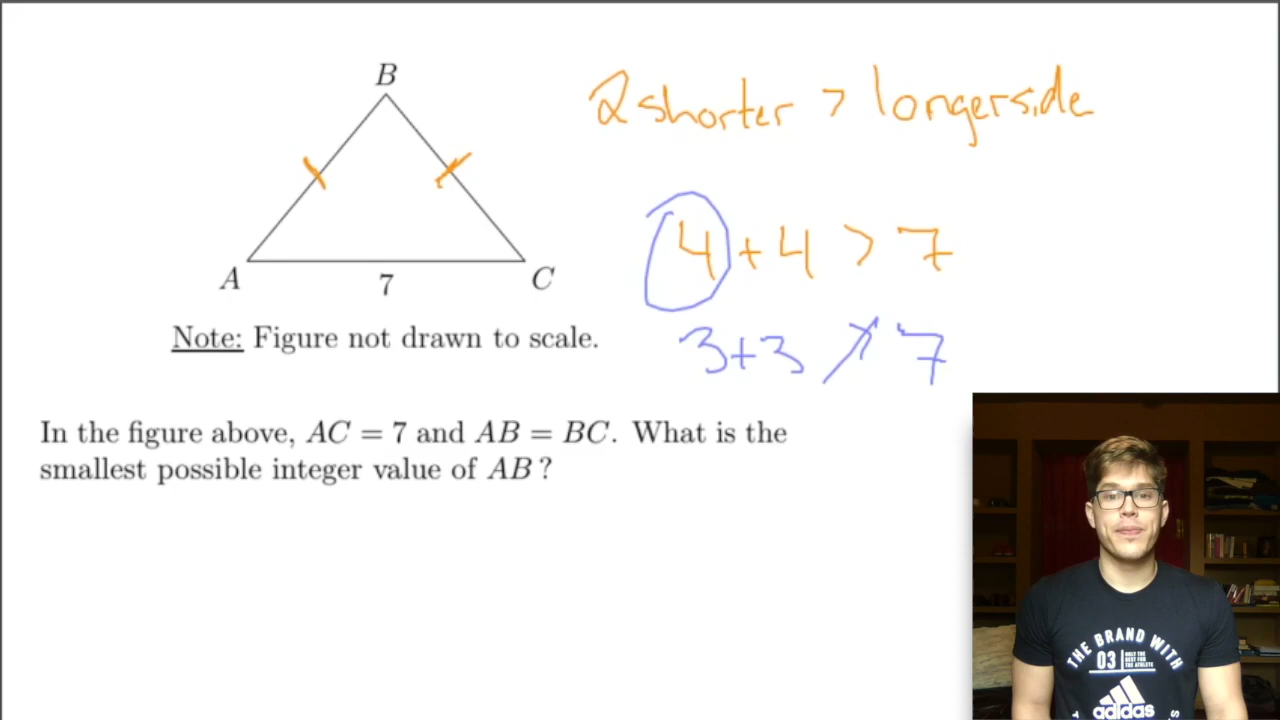 B
2 shorter > longerside
4 + 4 > 7
A
7
C
Note: Figure not drawn to scale.
3+3 ≯ 7
In the figure above, AC = 7 and AB = BC. What is the
smallest possible integer value of AB?
THE BRAND WITH
03
adidas